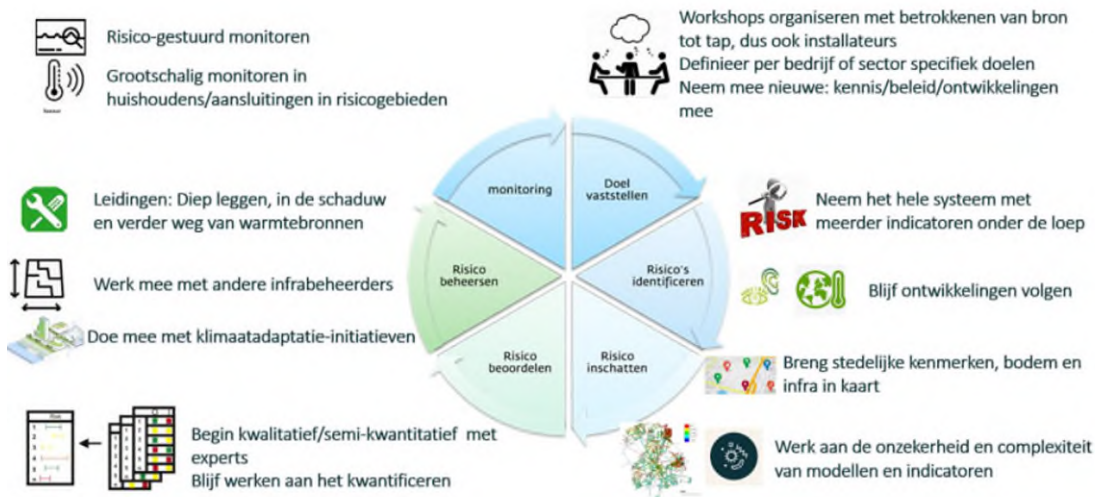 Risico-gestuurd monitoren
Grootschalig monitoren in
huishoudens/aansluitingen in risicogebieden
Workshops organiseren met betrokkenen van bron
tot tap, dus ook installateurs
Definieer per bedrijf of sector specifiek doelen
Neem mee nieuwe: kennis/beleid/ontwikkelingen
mee
monitoring
Doel
vaststellen
Leidingen: Diep leggen, in de schaduw
en verder weg van warmtebronnen
RISK
Neem het hele systeem met
meerder indicatoren onder de loep
Werk mee met andere infrabeheerders
Risico
beheersen
Risico's
identificeren
Blijf ontwikkelingen volgen
Doe mee met klimaatadaptatie-initiatieven
Risico
beoordelen
Risico
inschatten
Breng stedelijke kenmerken, bodem en
infra in kaart
Begin kwalitatief/semi-kwantitatief met
experts
Blijf werken aan het kwantificeren
Werk aan de onzekerheid en complexiteit
van modellen en indicatoren